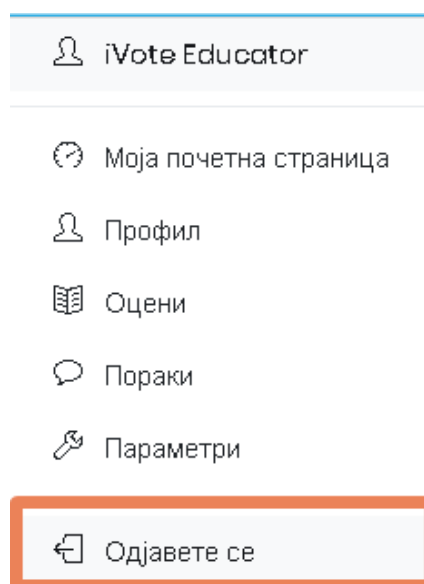 iVote Educator
Моја почетна страница
Профил
Оцени
Пораки
Параметри
Одјавете се